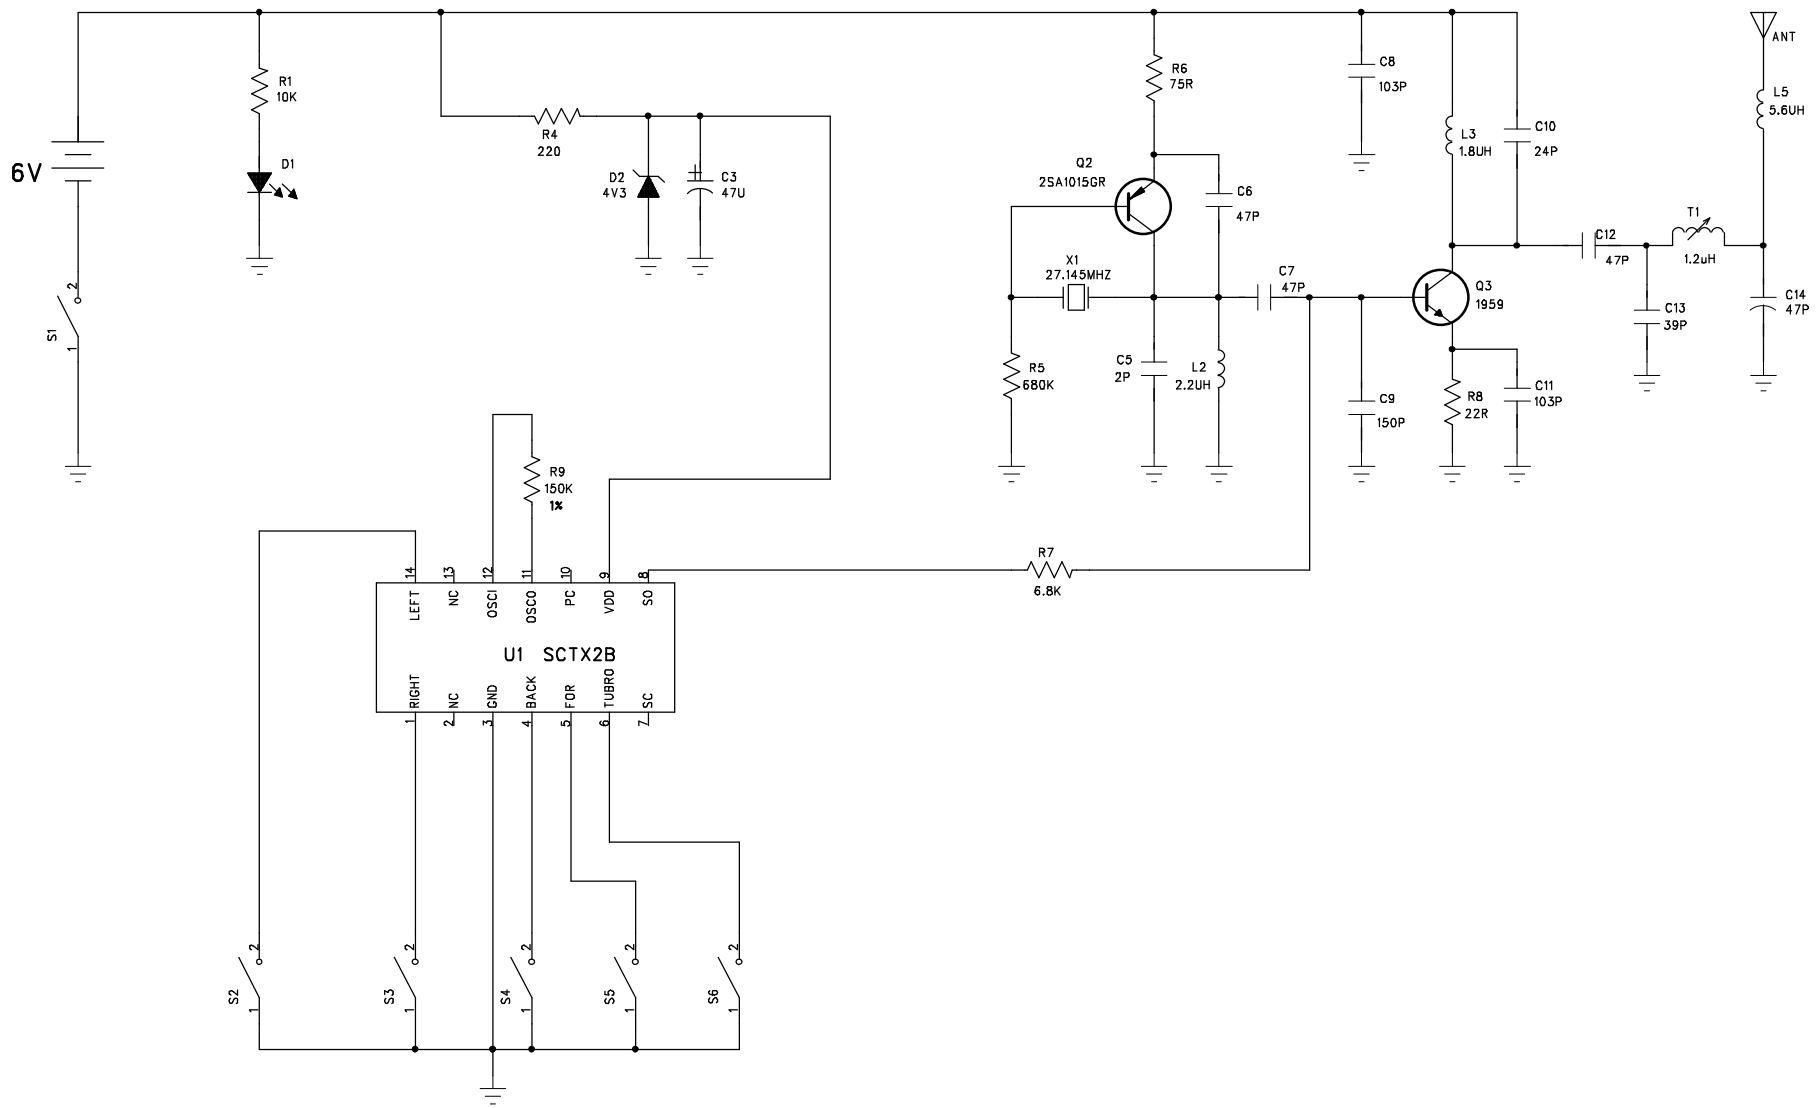 ANT
R1
10K
R6
75R
C8
103P
L5
5.6UH
R4
220
L3
1.8UH
C10
24P
6V
D1
D2
4V3
C3
47U
Q2
2SA1015GR
C6
47P
T1
1.2uH
C12
47P
X1
27.145MHZ
C7
47P
Q3
1959
C13
39P
C14
47P
2
S1
1
R5
680K
C5
2P
L2
2.2UH
C9
150P
R8
22R
C11
103P
R9
150K
1%
R7
6.8K
14
13
12
11
10
9
8
LEFT
NC
OSCI
OSCO
PC
VDD
SO
U1 SCTX2B
RIGHT
NC
GND
BACK
FOR
TUBRO
SC
1
2
3
4
5
6
7
2
2
2
2
2
S2
S3
S4
S5
S6
1
1
1
1
1